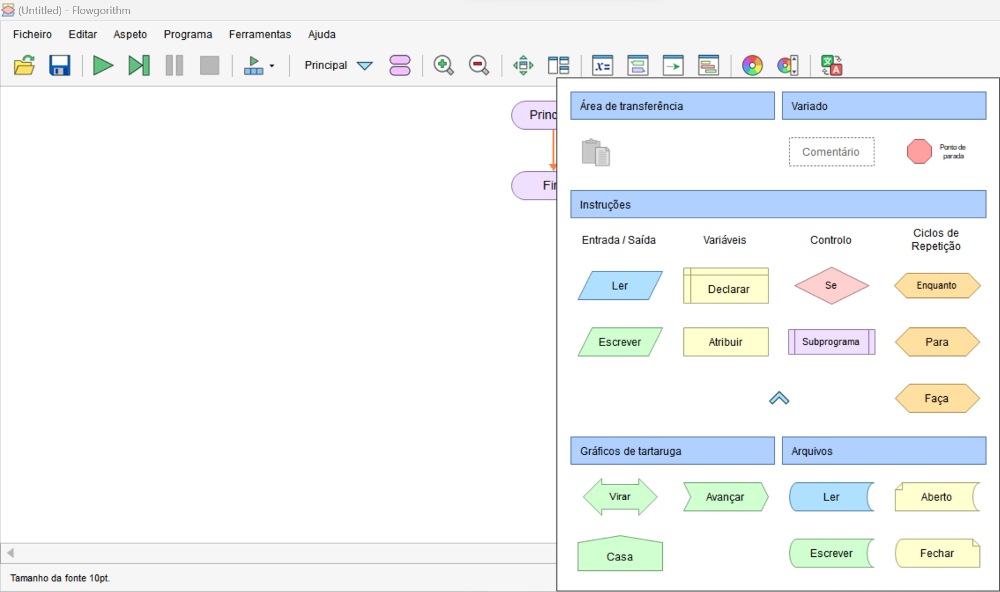 (Untitled) - Flowgorithm
Ficheiro Editar Aspeto Programa Ferramentas Ajuda
Principal
x=
文 A
Princ
Fir
Área de transferência
Variado
Comentário
Ponto de
parada
Instruções
Entrada / Saída
Variáveis
Controlo
Ciclos de
Repetição
Ler
Declarar
Se
Enquanto
Escrever
Atribuir
Subprograma
Para
Faça
Gráficos de tartaruga
Arquivos
Virar
Avançar
Ler
Aberto
Casa
Escrever
Fechar
Tamanho da fonte 10pt.